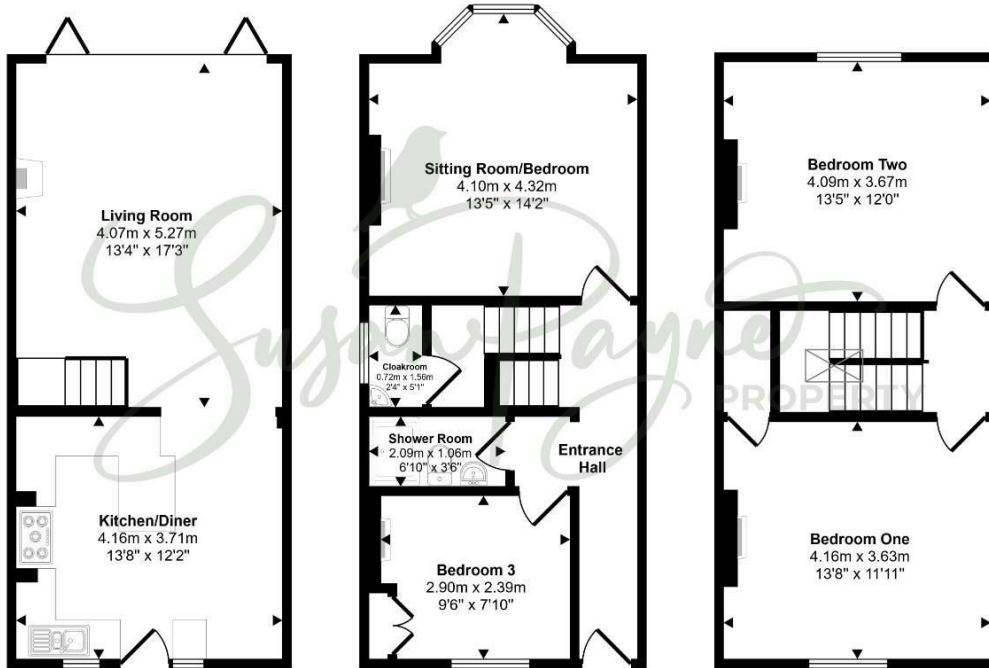 Living Room
4.07m x 5.27m
13'4" x 17'3"
Kitchen/Diner
4.16m x 3.71m
13'8" x 12'2"
Sitting Room/Bedroom
4.10m x 4.32m
13'5" x 14'2"
Cloakroom
0.72m x 1.56m
2'4" x 5'1"
Shower Room
2.09m x 1.06m
6'10" x 3'6"
Entrance
Hall
Bedroom 3
2.90m x 2.39m
9'6" x 7'10"
Bedroom Two
4.09m x 3.67m
13'5" x 12'0"
Bedroom One
4.16m x 3.63m
13'8" x 11'11"
Susan Payne
PROPERTY